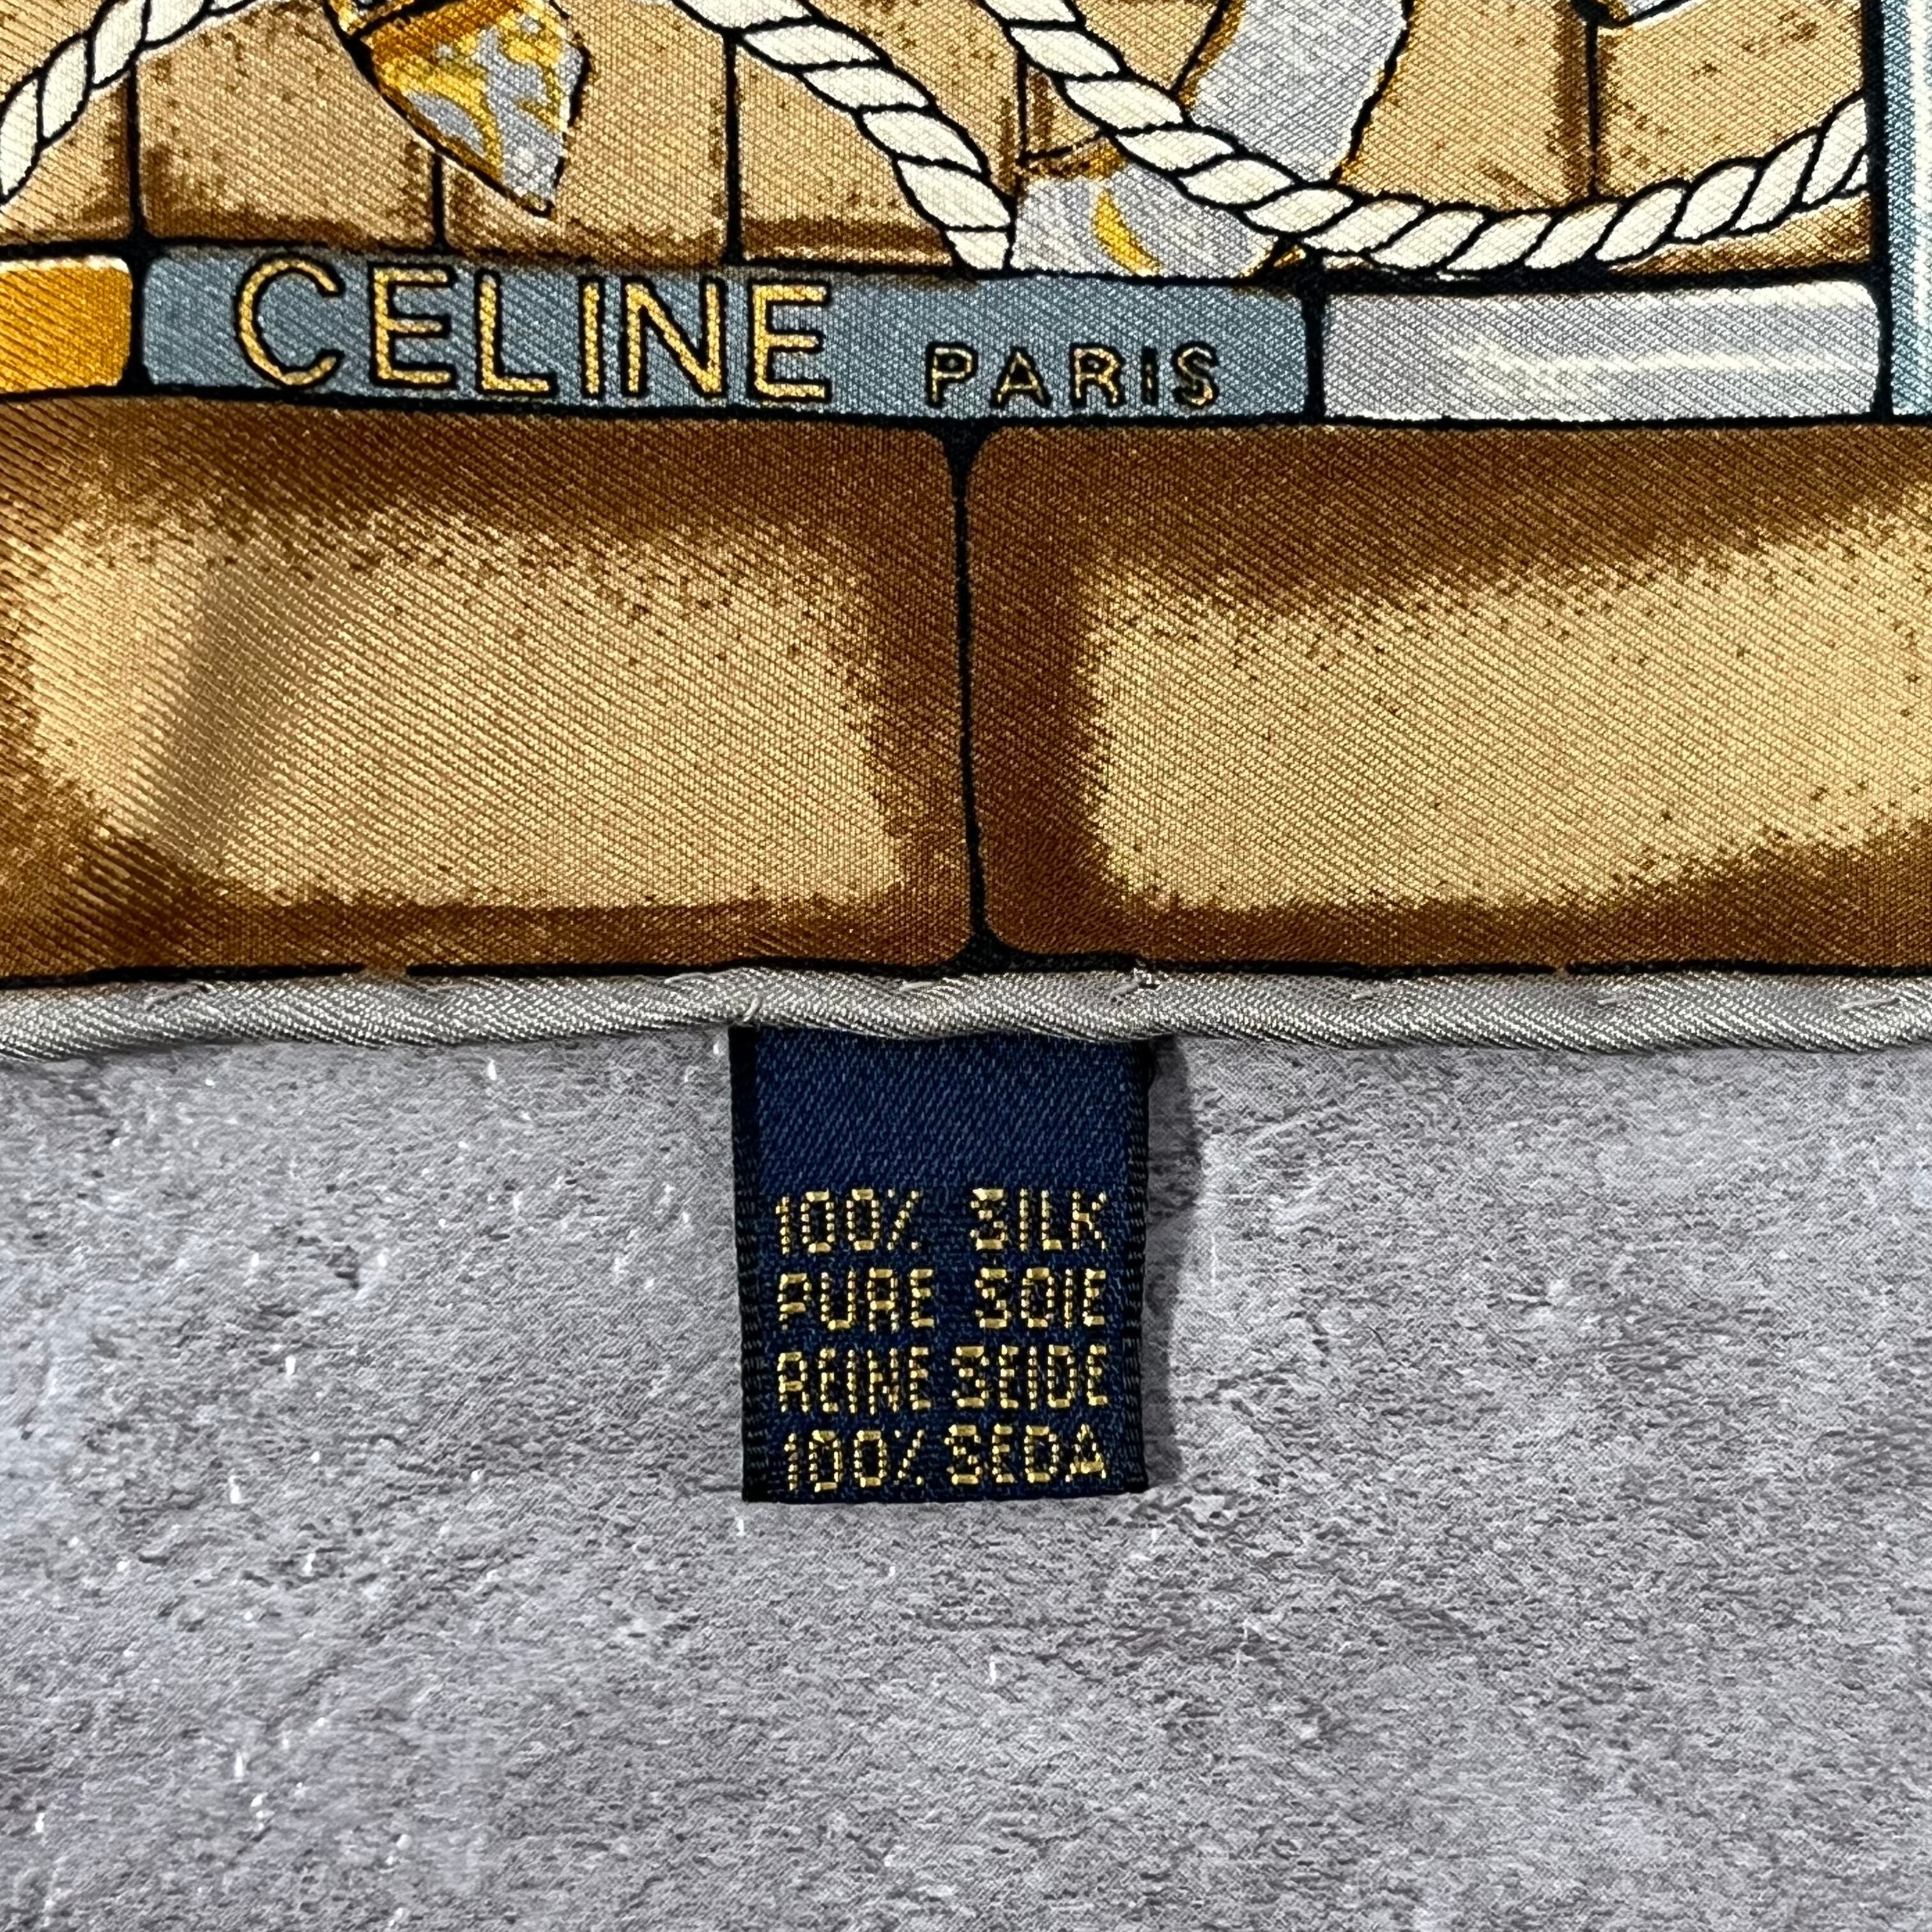 CELINE PARIS
100% SILK
PURE SOIE
REINE SEIDE
100% SEDA